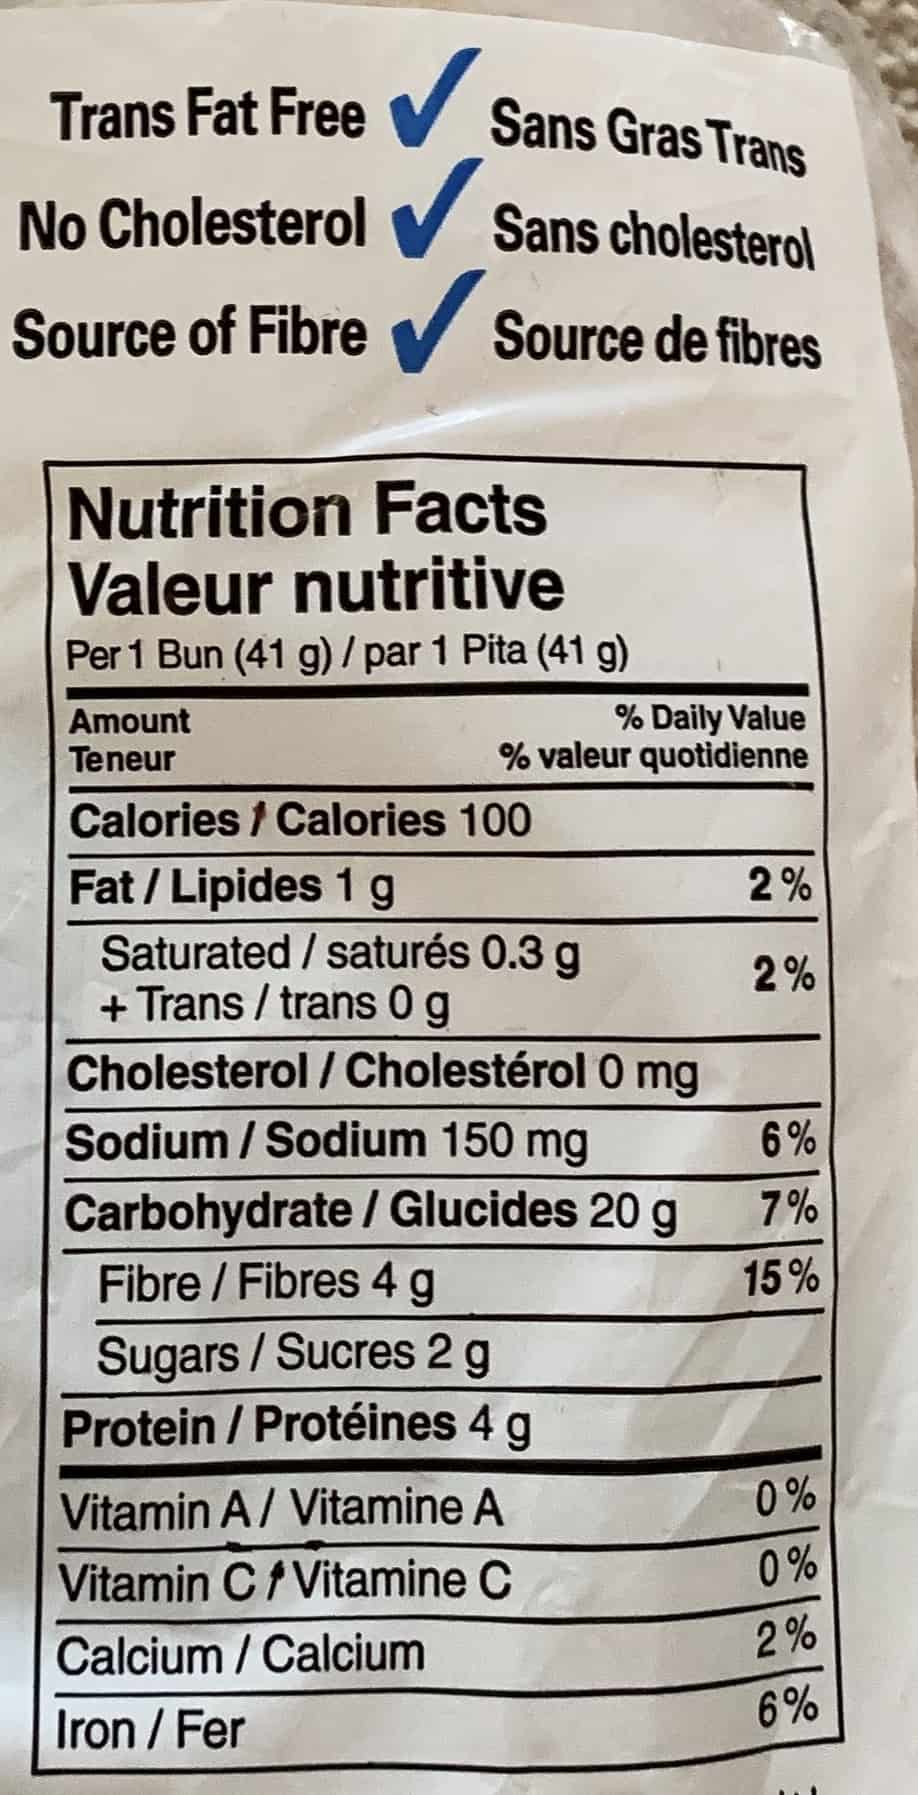 Trans Fat Free ✓ Sans Gras Trans
No Cholesterol ✓ Sans cholesterol
Source of Fibre ✓ Source de fibres
Nutrition Facts
Valeur nutritive
Per 1 Bun (41 g) / par 1 Pita (41 g)
Amount % Daily Value
Teneur % valeur quotidienne
Calories / Calories 100
Fat / Lipides 1 g 2 %
Saturated / saturés 0.3 g 2 %
+ Trans / trans 0 g
Cholesterol / Cholestérol 0 mg
Sodium / Sodium 150 mg 6 %
Carbohydrate / Glucides 20 g 7 %
Fibre / Fibres 4 g 15 %
Sugars / Sucres 2 g
Protein / Protéines 4 g
Vitamin A / Vitamine A 0 %
Vitamin C / Vitamine C 0 %
Calcium / Calcium 2 %
Iron / Fer 6 %